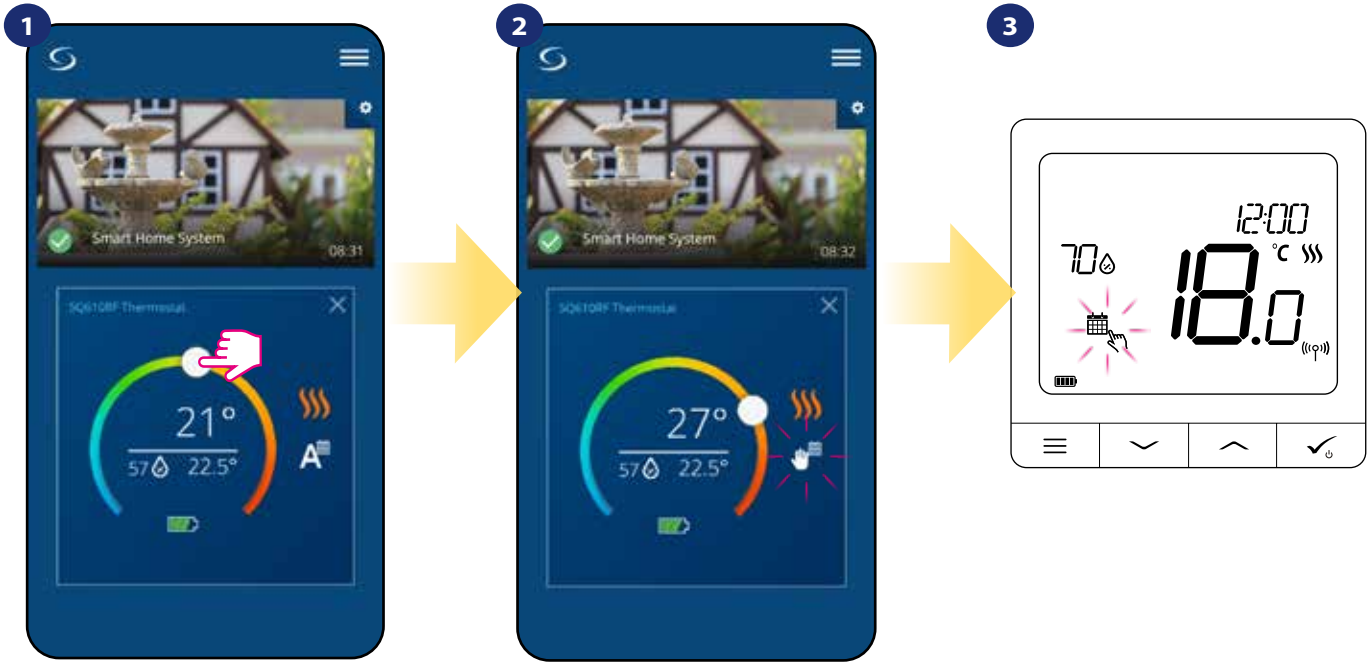 1
Smart Home System
08:31
SQ610RF Thermostat
21°
57 22.5°
A
2
Smart Home System
08:32
SQ610RF Thermostat
27°
57 22.5°
3
12:00
70 % 18.0 °C